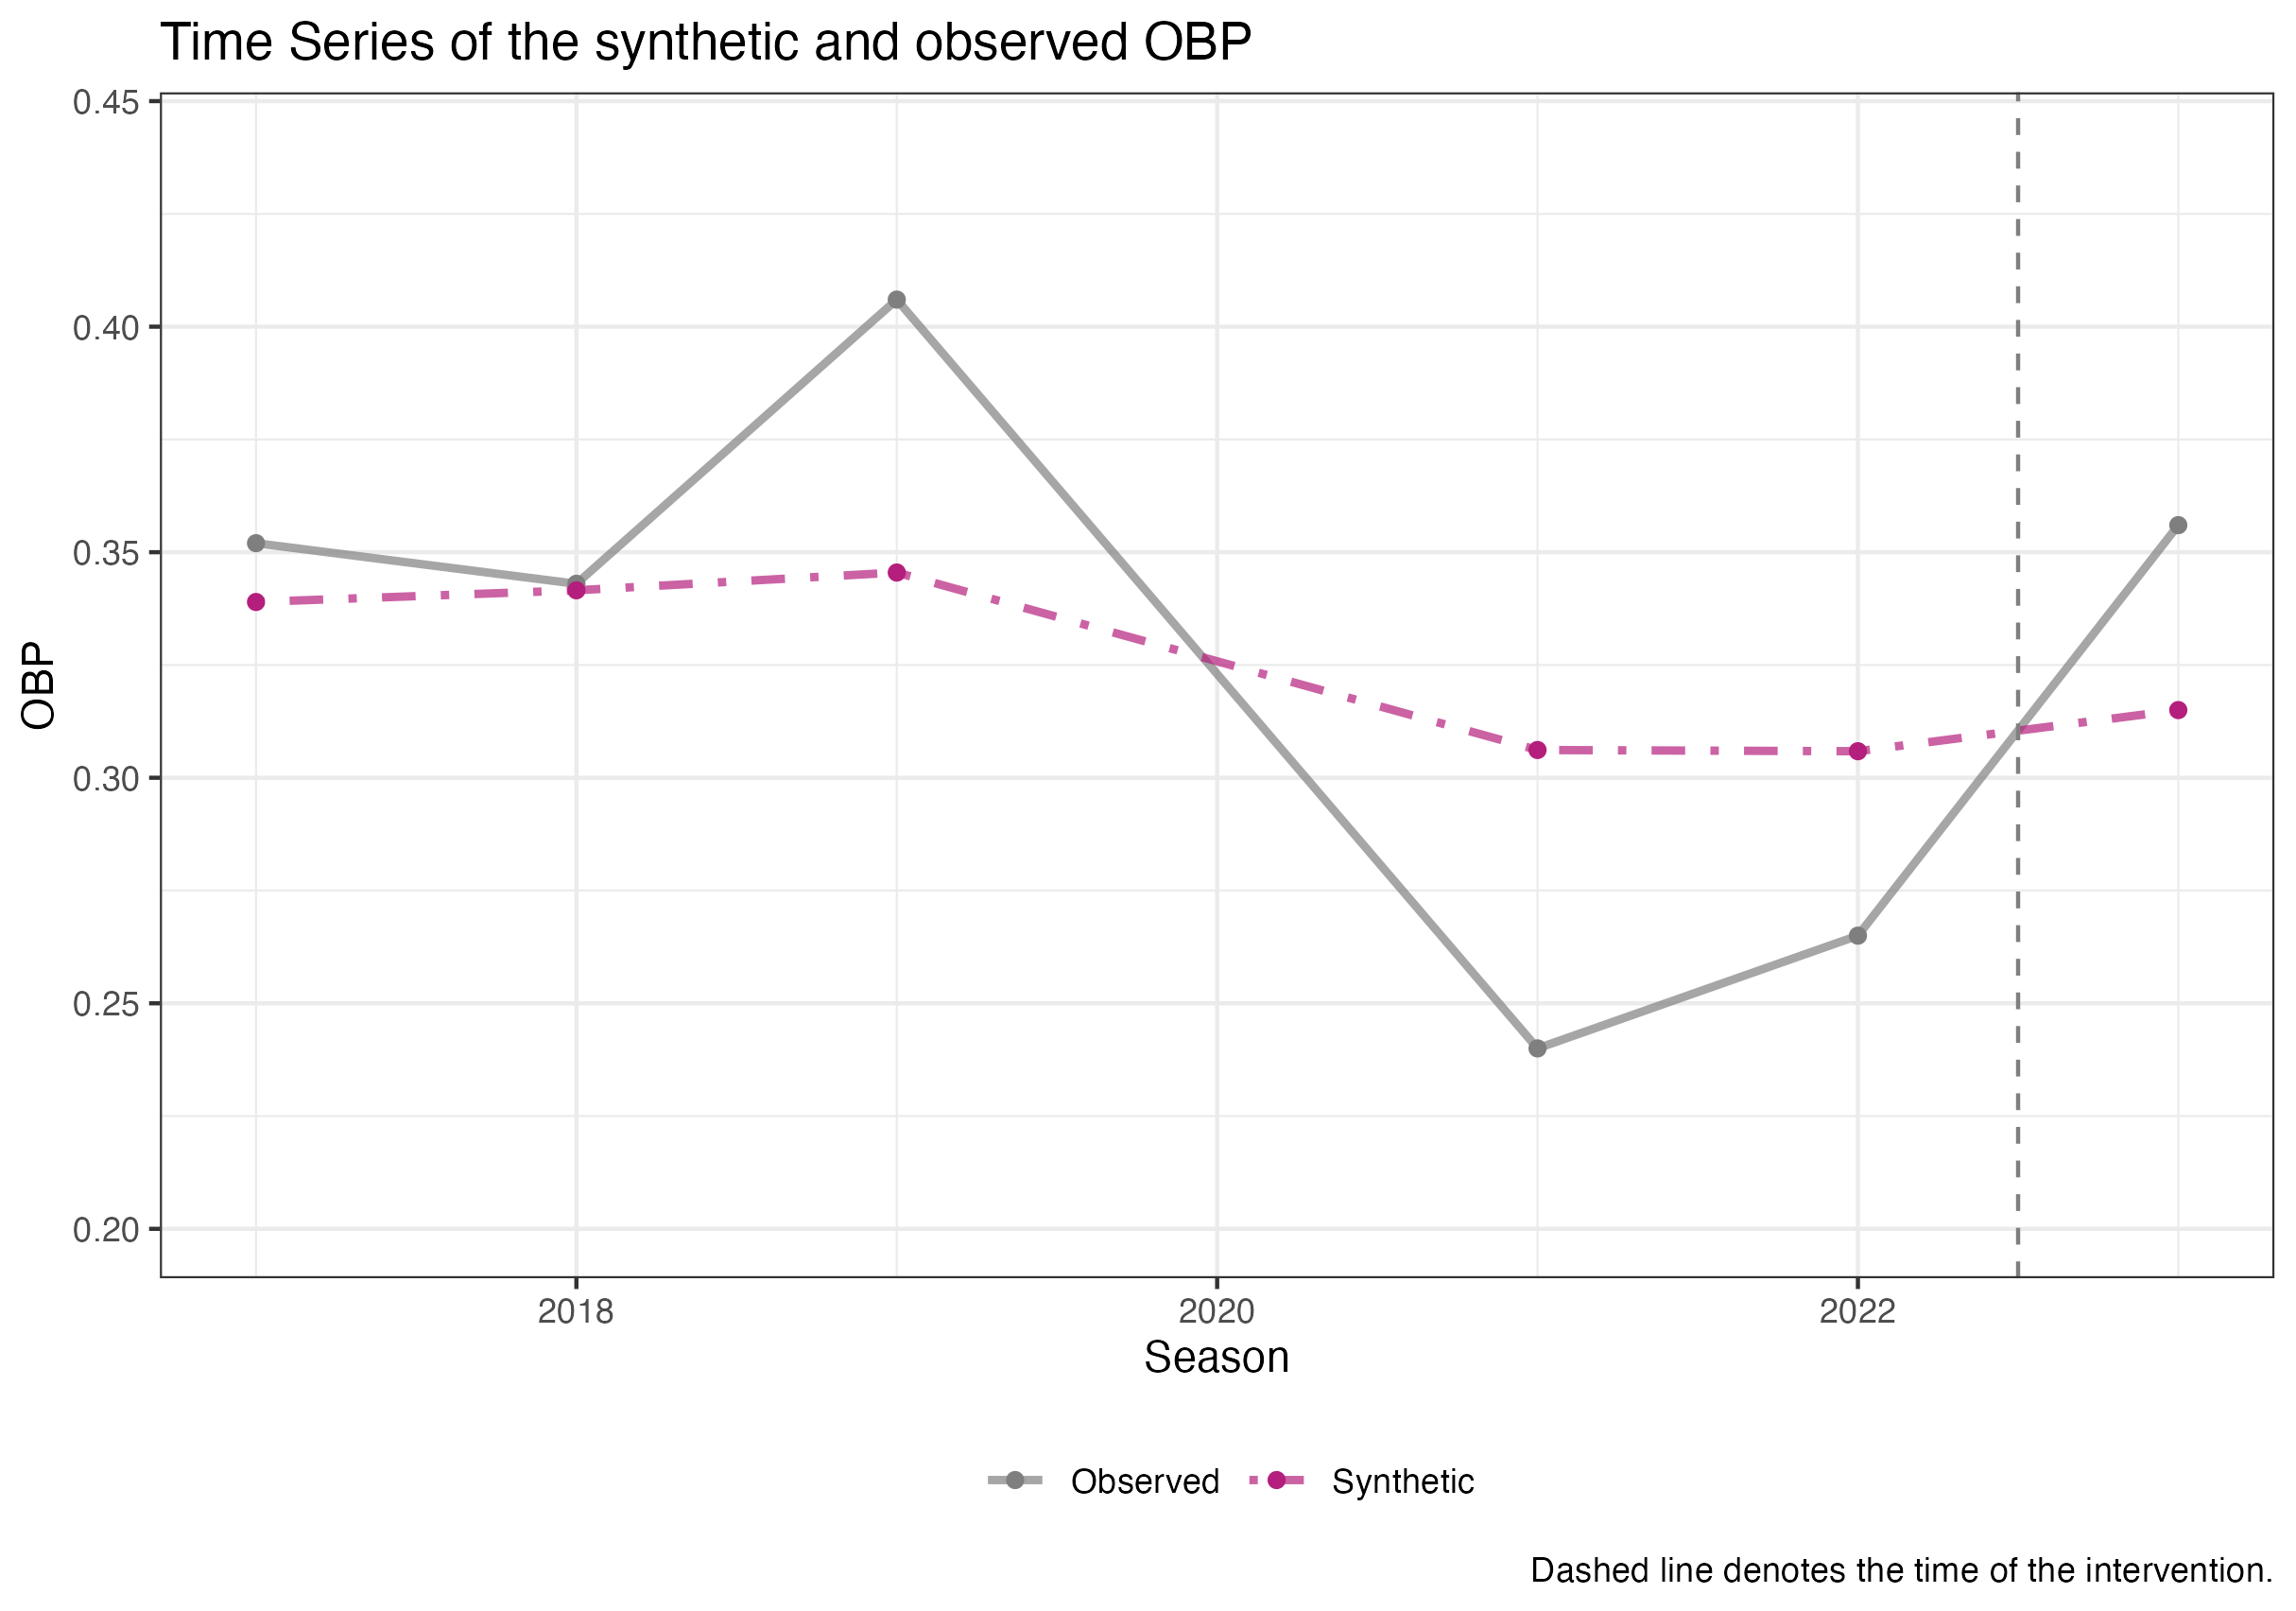 Time Series of the synthetic and observed OBP
OBP
0.45
0.40
0.35
0.30
0.25
0.20
2018 2020 2022
Season
Observed Synthetic
Dashed line denotes the time of the intervention.